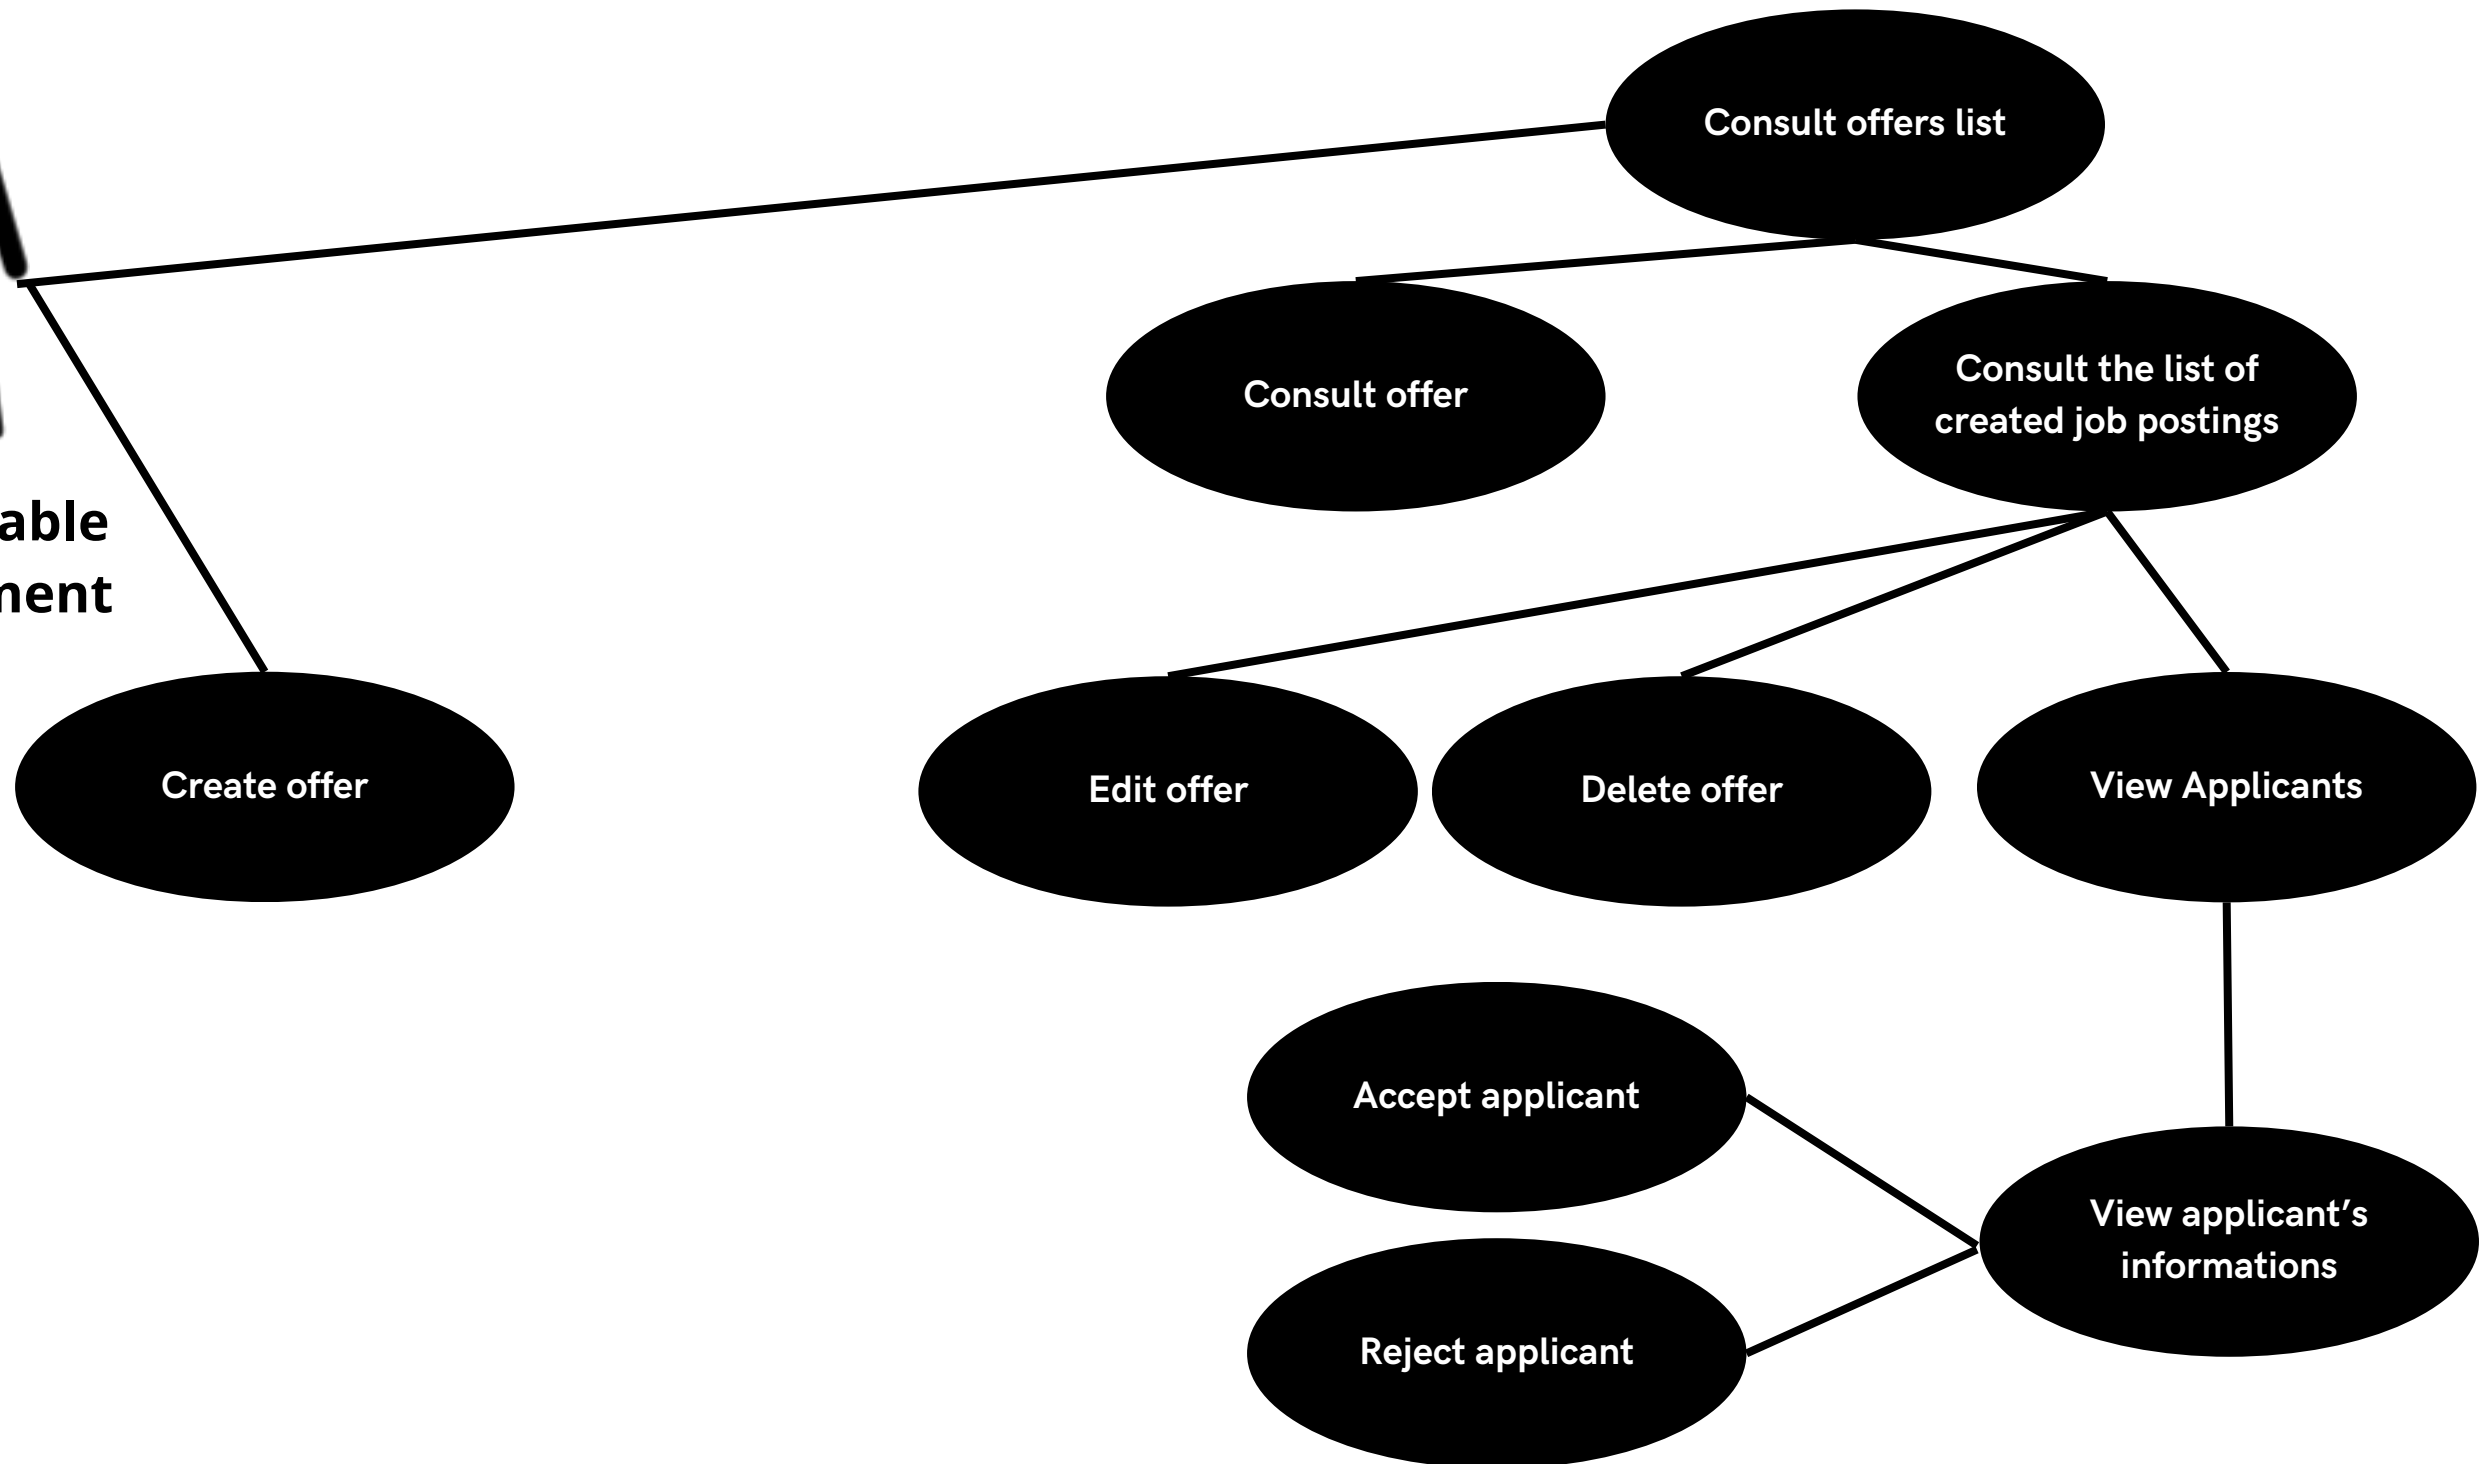 Consult offers list
Consult offer
Consult the list of
created job postings
able
ment
Create offer
Edit offer
Delete offer
View Applicants
Accept applicant
View applicant’s
informations
Reject applicant